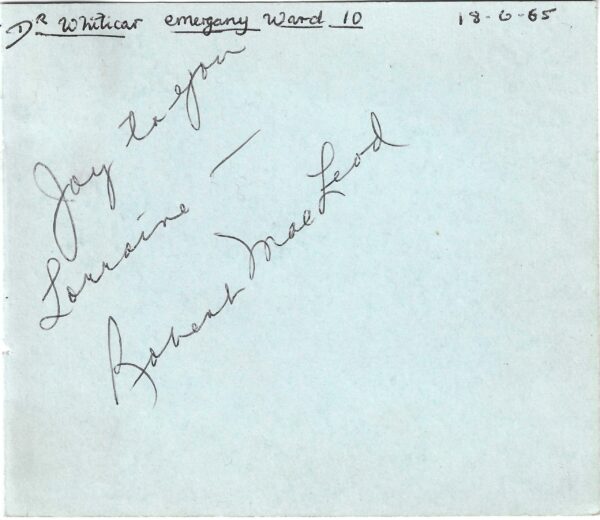 DR Whiticar emergany Ward 10 18-6-65
Joy to you
Lorraine —
Robert MacLeod